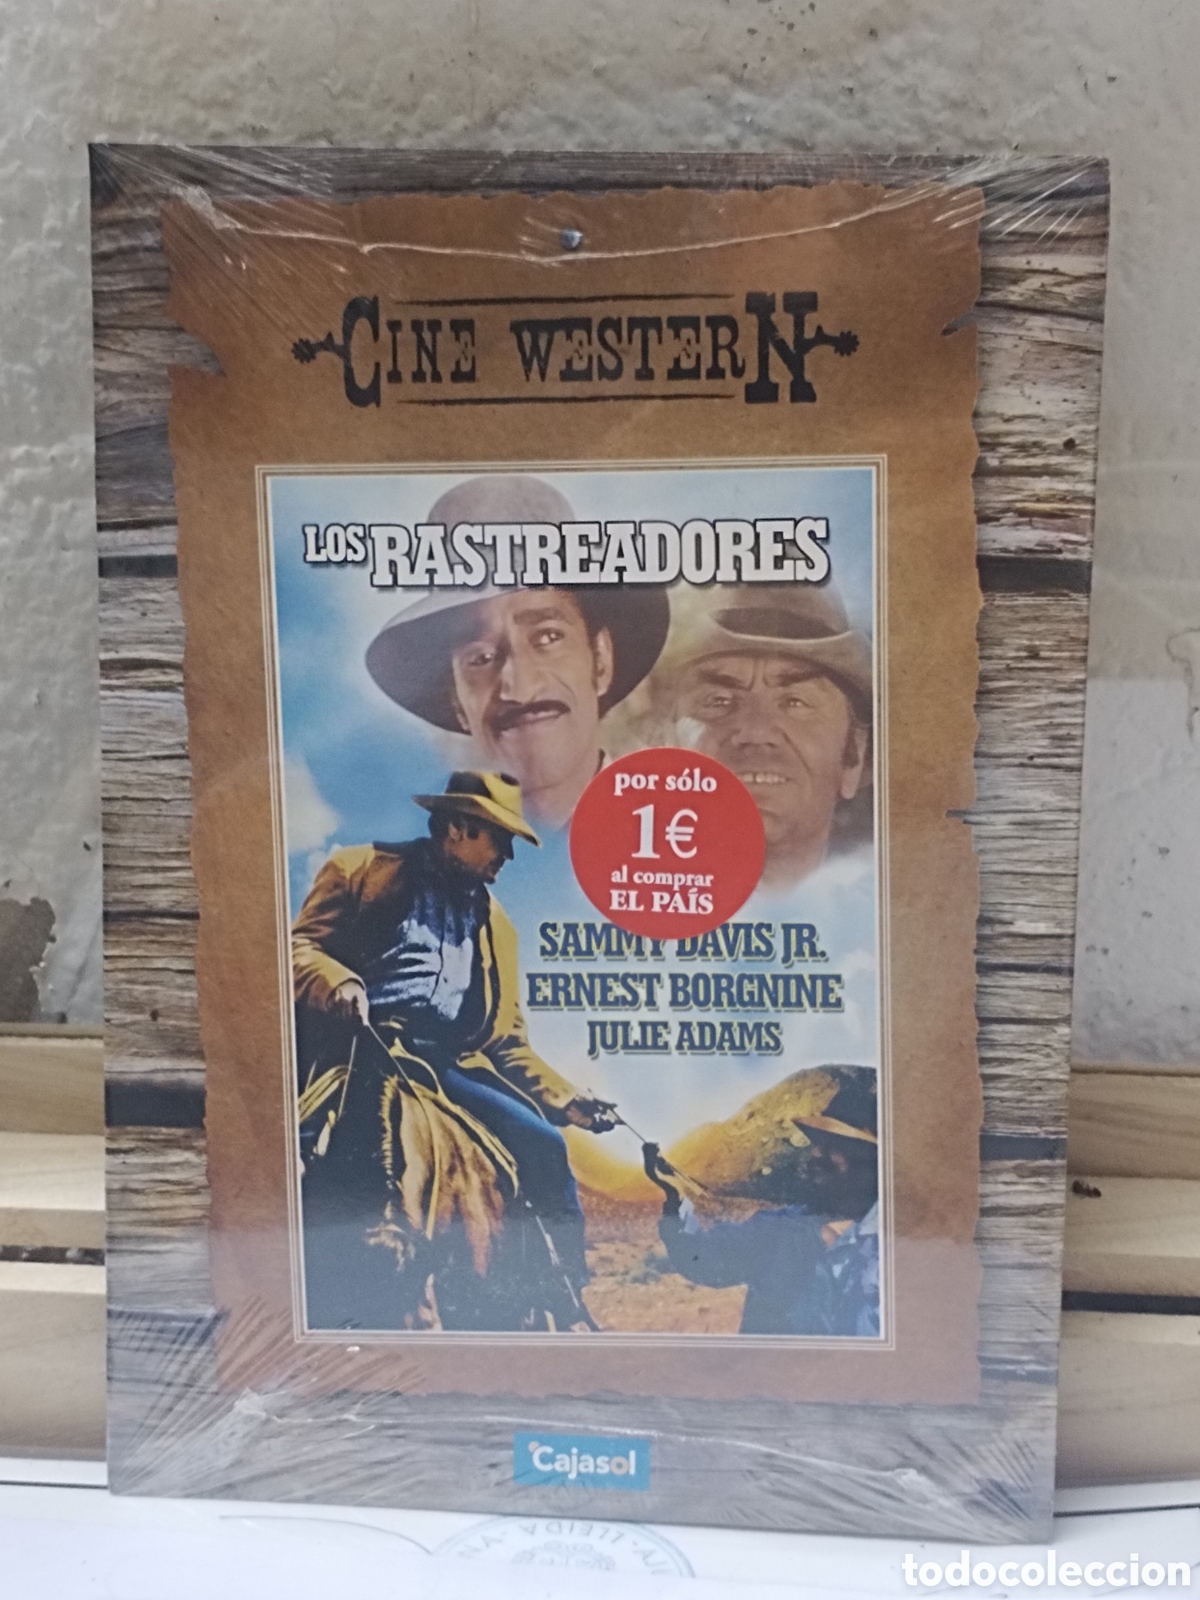 CINE WESTERN
LOS RASTREADORES
por sólo
1€
al comprar
EL PAÍS
SAMMY DAVIS JR.
ERNEST BORGNINE
JULIE ADAMS
Cajasol
LLEIDA
todocoleccion